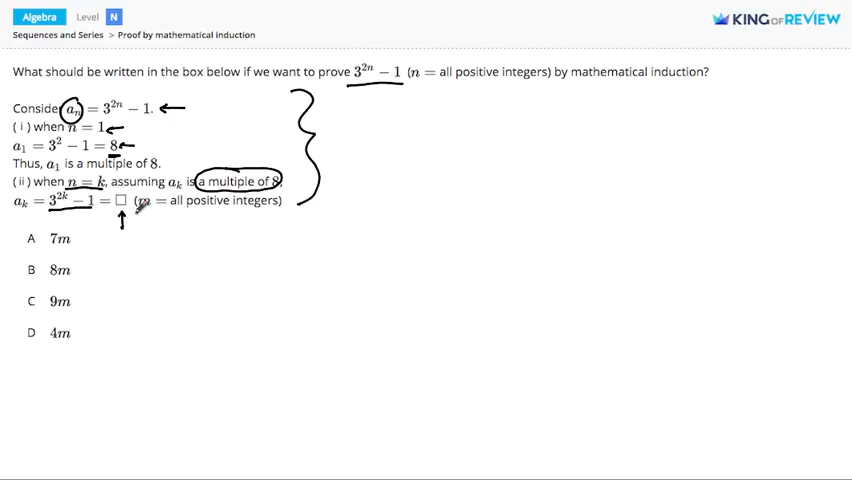 Algebra Level N
KING OF REVIEW
Sequences and Series > Proof by mathematical induction
What should be written in the box below if we want to prove 3^{2n} − 1 (n = all positive integers) by mathematical induction?
Consider a_n = 3^{2n} − 1.
( i ) when n = 1
a_1 = 3^2 − 1 = 8
Thus, a_1 is a multiple of 8.
( ii ) when n = k, assuming a_k is a multiple of 8,
a_k = 3^{2k} − 1 = □ (m = all positive integers)
A 7m
B 8m
C 9m
D 4m